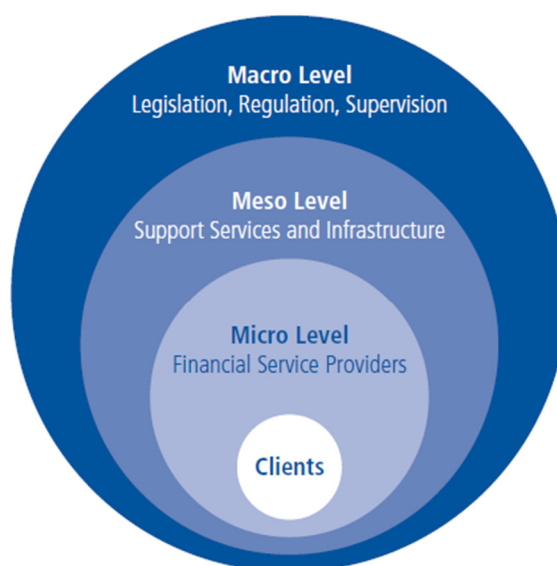 Macro Level
Legislation, Regulation, Supervision
Meso Level
Support Services and Infrastructure
Micro Level
Financial Service Providers
Clients